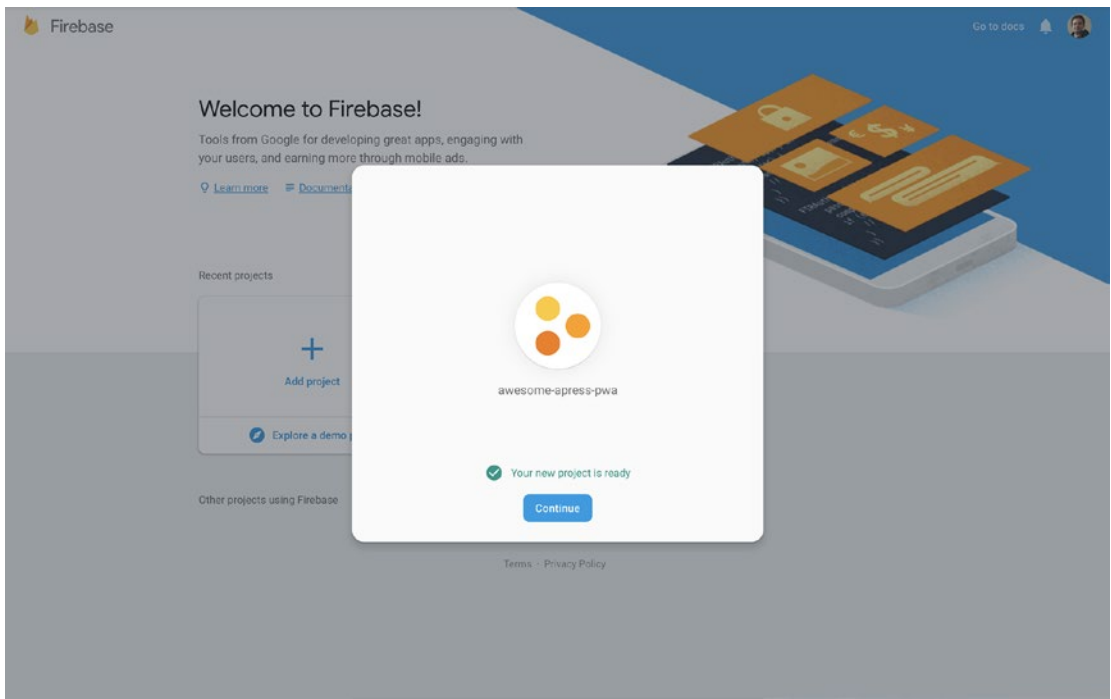 Firebase
Go to docs
Welcome to Firebase!
Tools from Google for developing great apps, engaging with
your users, and earning more through mobile ads.
Learn more Documenta
Recent projects
Add project
Explore a demo p
Other projects using Firebase
awesome-apress-pwa
Your new project is ready
Continue
Terms - Privacy Policy